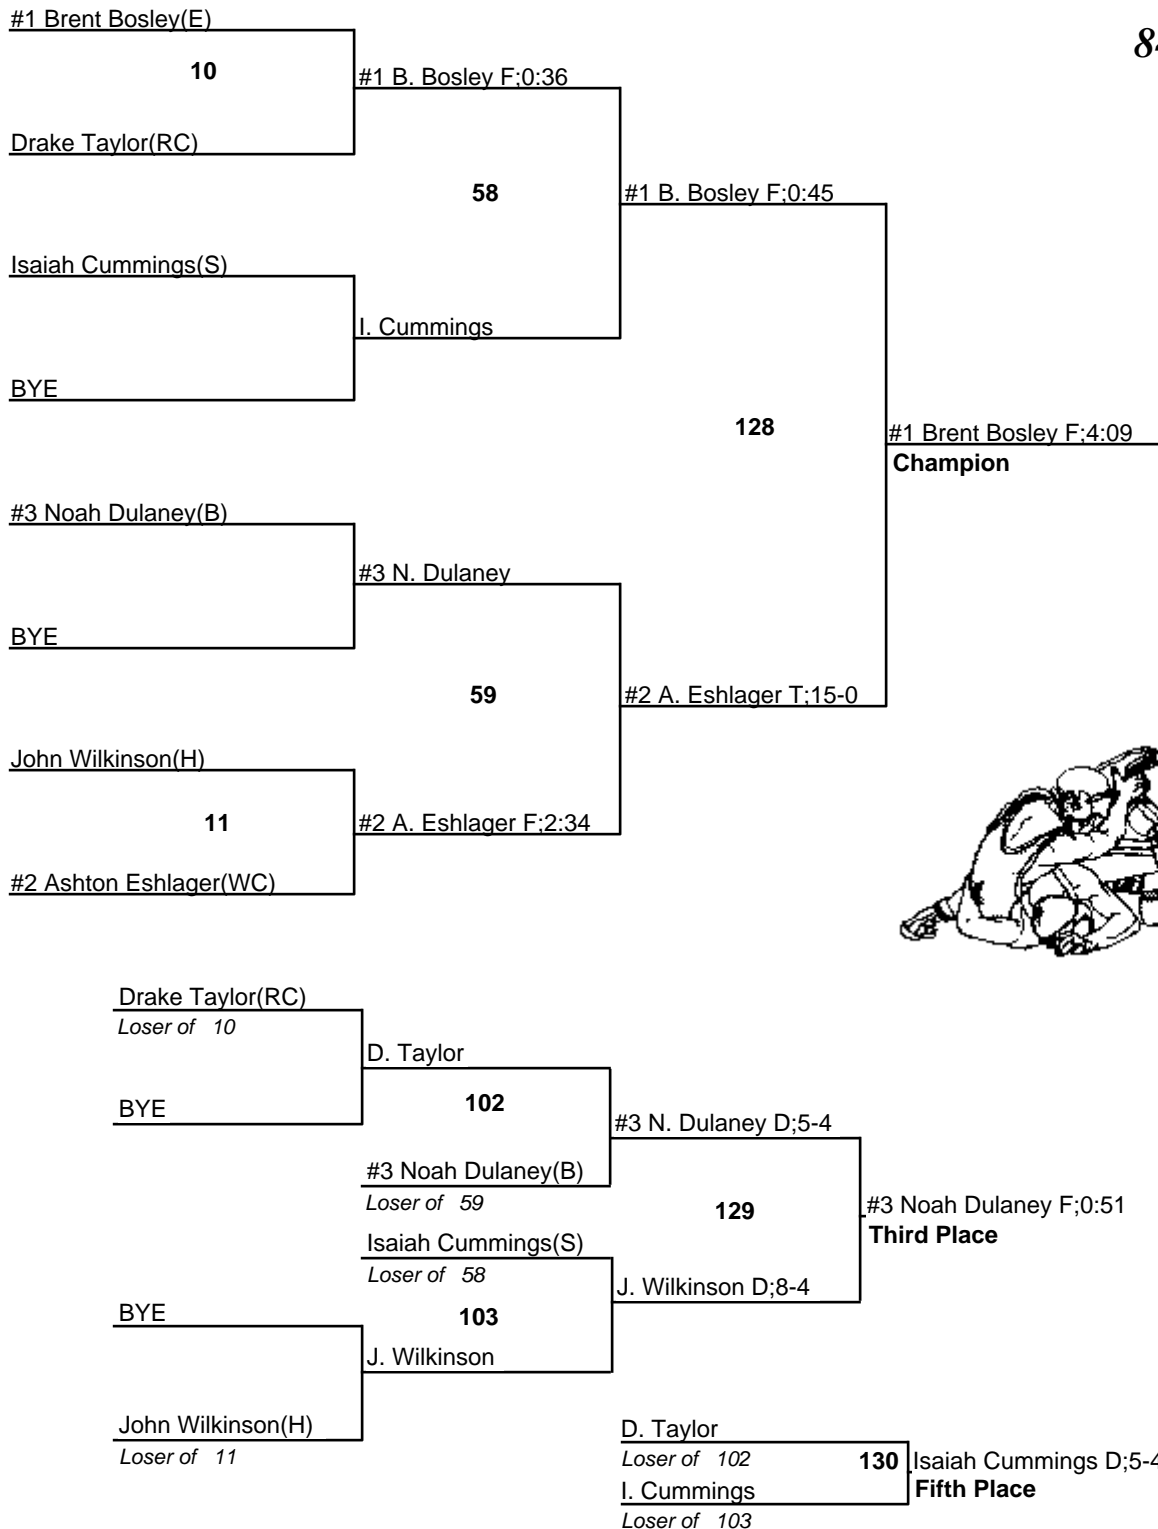 #1 Brent Bosley(E)
10
#1 B. Bosley F;0:36
Drake Taylor(RC)
58
#1 B. Bosley F;0:45
Isaiah Cummings(S)
I. Cummings
BYE
128
#1 Brent Bosley F;4:09
Champion
#3 Noah Dulaney(B)
#3 N. Dulaney
BYE
59
#2 A. Eshlager T;15-0
John Wilkinson(H)
11
#2 A. Eshlager F;2:34
#2 Ashton Eshlager(WC)
Drake Taylor(RC)
Loser of 10
D. Taylor
BYE
102
#3 N. Dulaney D;5-4
#3 Noah Dulaney(B)
Loser of 59
129
#3 Noah Dulaney F;0:51
Third Place
Isaiah Cummings(S)
Loser of 58
J. Wilkinson D;8-4
BYE
103
J. Wilkinson
John Wilkinson(H)
Loser of 11
D. Taylor
Loser of 102
130
Isaiah Cummings D;5-4
Fifth Place
I. Cummings
Loser of 103